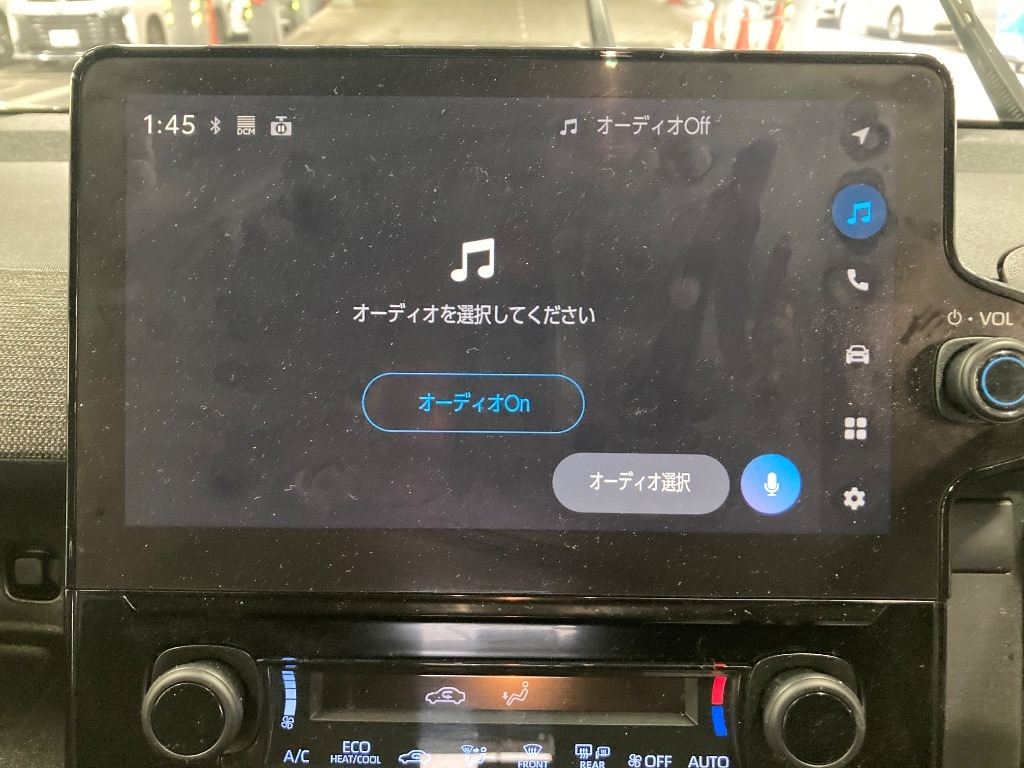 1:45 DCM オーディオOff
オーディオを選択してください
・VOL
オーディオOn
オーディオ選択
A/C ECO HEAT/COOL FRONT REAR OFF AUTO